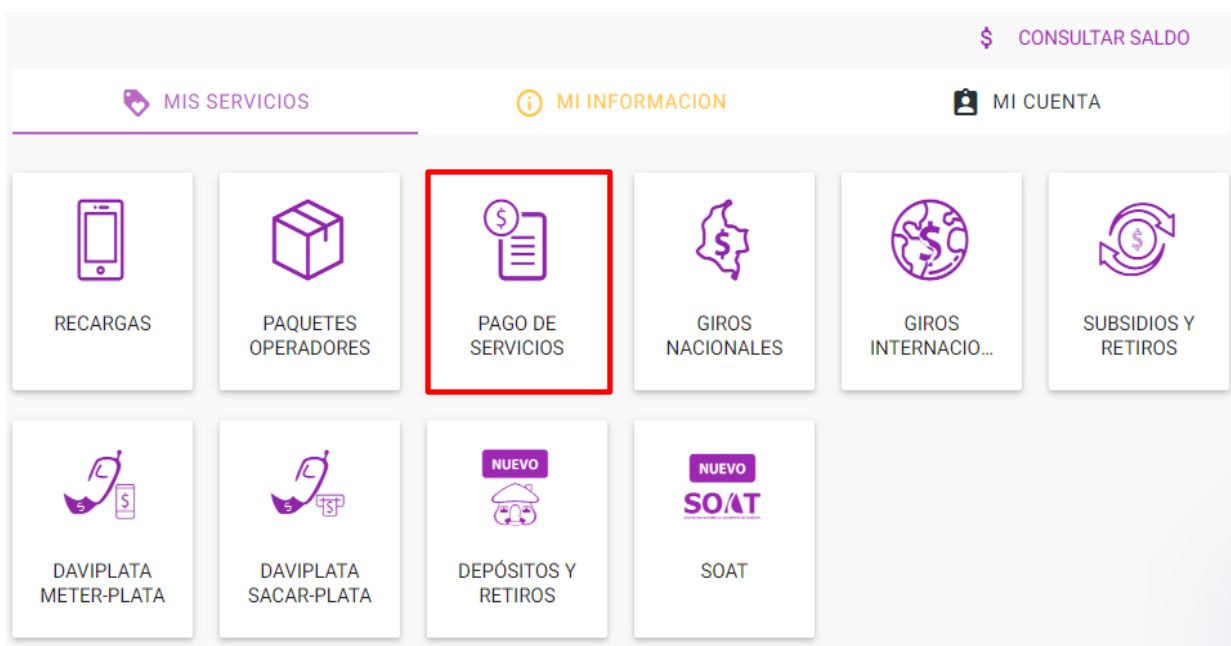 $ CONSULTAR SALDO
MIS SERVICIOS
MI INFORMACION
MI CUENTA
RECARGAS
PAQUETES
OPERADORES
$
PAGO DE
SERVICIOS
$
GIROS
NACIONALES
$
GIROS
INTERNACIO...
$
SUBSIDIOS Y
RETIROS
$
$
DAVIPLATA
METER-PLATA
$
$
DAVIPLATA
SACAR-PLATA
NUEVO
DEPÓSITOS Y
RETIROS
NUEVO
SOAT
SOAT